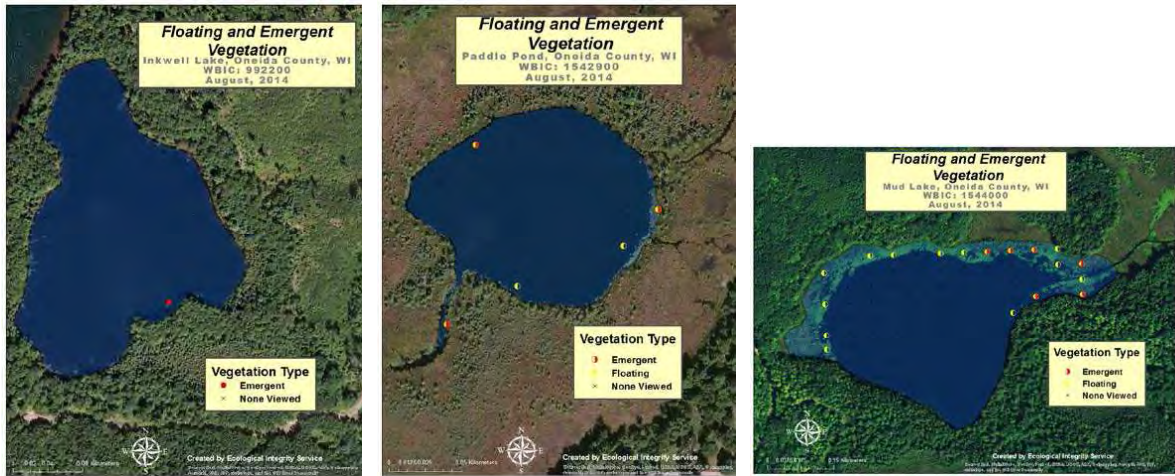 Floating and Emergent
Vegetation
Inkwell Lake, Oneida County, WI
WBIC: 992200
August, 2014
Vegetation Type
Emergent
None Viewed
N
W
E
S
Created by Ecological Integrity Service
Floating and Emergent
Vegetation
Paddle Pond, Oneida County, WI
WBIC: 1542900
August, 2014
Vegetation Type
Emergent
Floating
None Viewed
N
W
E
S
Created by Ecological Integrity Service
Floating and Emergent
Vegetation
Mud Lake, Oneida County, WI
WBIC: 1544000
August, 2014
Vegetation Type
Emergent
Floating
None Viewed
Created by Ecological Integrity Service